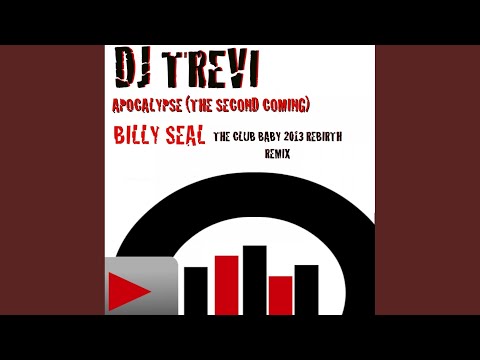 DJ TREVI
APOCALYPSE (THE SECOND COMING)
BILLY SEAL THE CLUB BABY 2013 REBIRTH
REMIX